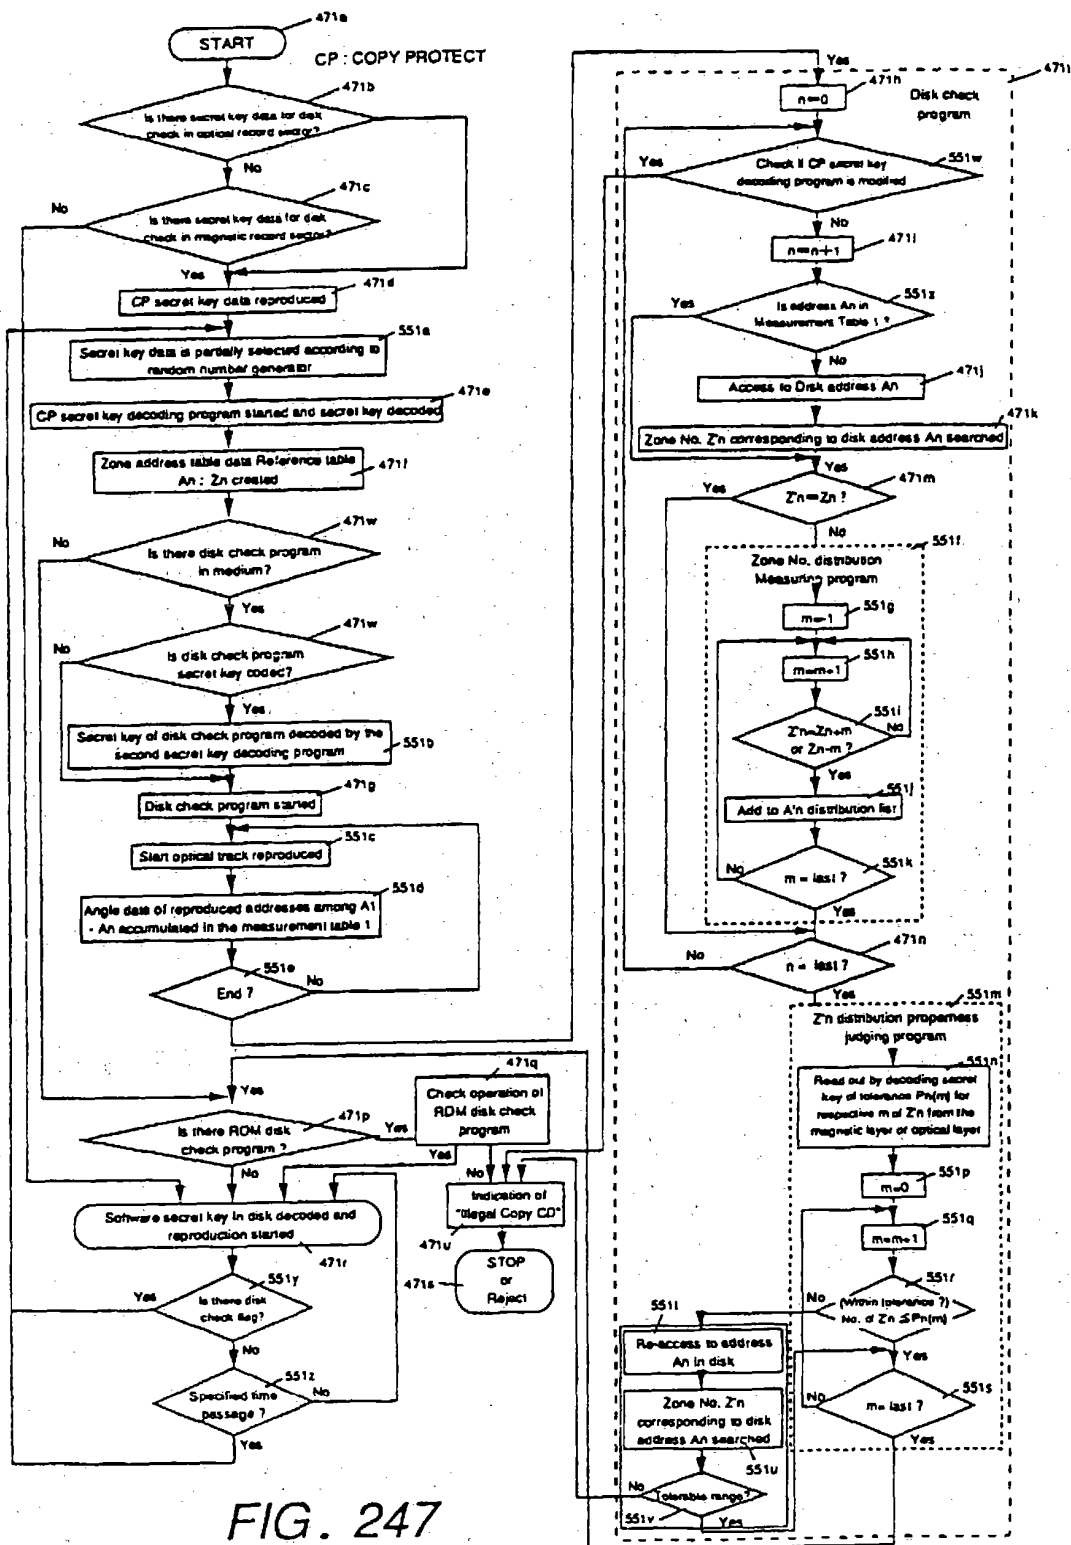 471a
START
CP : COPY PROTECT
471b
Is there secret key data for disk
check in optical record sector?
No
471c
No
Is there secret key data for disk
check in magnetic record sector?
Yes
471d
CP secret key data reproduced
551a
Secret key data is partially selected according to
random number generator
471e
CP secret key decoding program started and secret key decoded
Zone address table data Reference table
An : Zn created
471f
471w
No
Is there disk check program
in medium?
Yes
471w
No
Is disk check program
secret key coded?
Yes
Secret key of disk check program decoded by the
second secret key decoding program
551b
471g
Disk check program started
551c
Start optical track reproduced
551d
Angle data of reproduced addresses among A1
- An accumulated in the measurement table 1
551e
No
End ?
Yes
471p
Is there ROM disk
check program ?
Yes
No
471q
Check operation of
ROM disk check
program
Yes
No
Indication of
"Illegal Copy CD"
471u
STOP
or
Reject
471s
Software secret key in disk decoded and
reproduction started
471r
551y
Yes
Is there disk
check flag?
No
551z
Specified time
passage ?
No
Yes
Yes
471h
471i
n=0
Disk check
program
Yes
551w
Check if CP secret key
decoding program is modified
No
471i
n=n+1
Yes
551z
Is address An in
Measurement Table 1 ?
No
471j
Access to Disk address An
471k
Zone No. Z'n corresponding to disk address An searched
Yes
471m
Yes
Z'n=Zn ?
No
551f
Zone No. distribution
Measuring program
551g
m=-1
551h
m=m+1
551i
Z'n=Zn+m
or Zn-m ?
No
Yes
551j
Add to A'n distribution list
551k
No
m = last ?
Yes
471n
No
n = last ?
Yes
551m
Z'n distribution properness
judging program
551n
Read out by decoding secret
key of tolerance Pn(m) for
respective m of Z'n from the
magnetic layer or optical layer
551p
m=0
551q
m=m+1
551r
No
(Within tolerance ?)
No. of Z'n ≤ Pn(m)
Yes
551t
Re-access to address
An in disk
Zone No. Z'n
corresponding to disk
address An searched
551u
No
Tolerable range?
551v
Yes
551s
No
m= last ?
Yes
FIG. 247